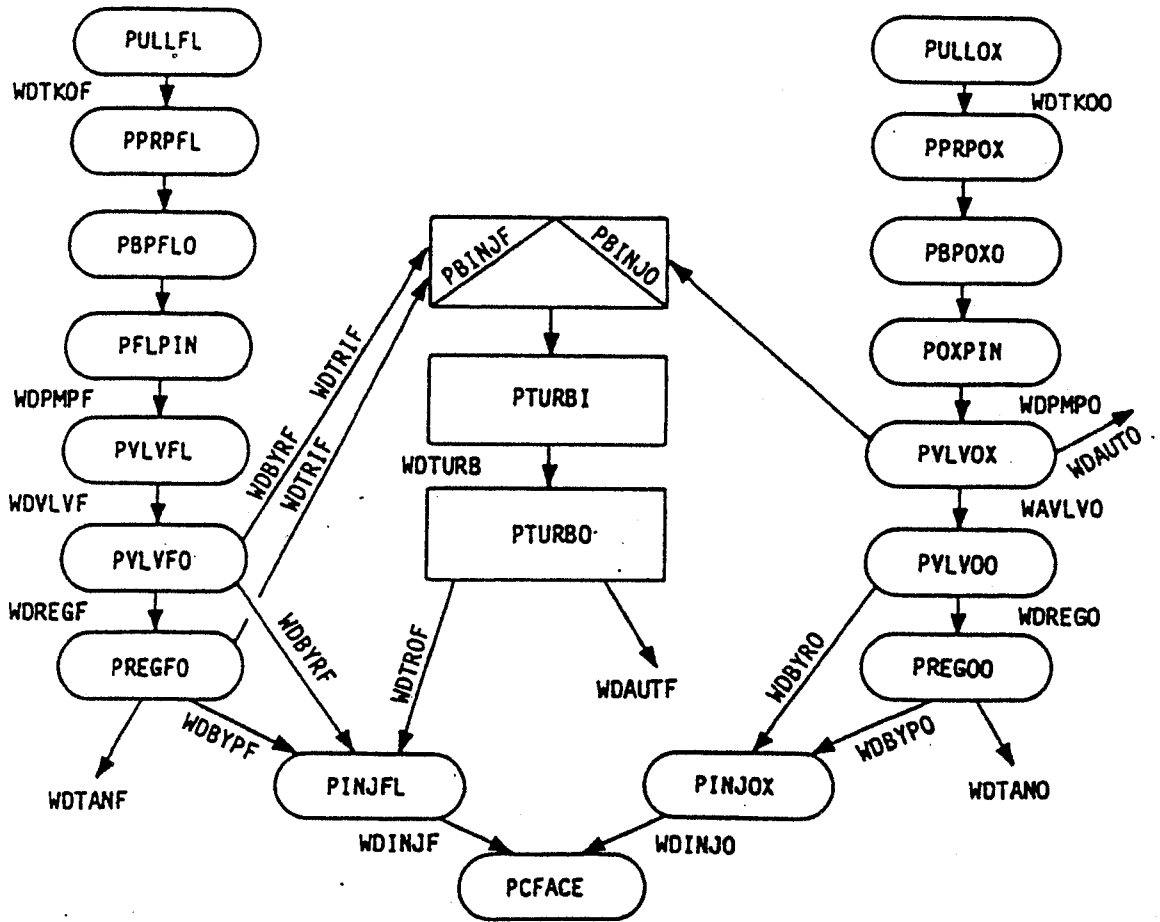 PULLFL
WDTKOF
PPRPFL
PBPFLO
PFLPIN
WDPMPF
PVLVFL
WDVLVF
PVLVFO
WDREGF
PREGFO
WDTANF
WDBYPF
WDBYRF
WDBYRF
WDTRIF
WDTRIF
PBINJF
PBINJO
PTURBI
WDTURB
PTURBO
WDTROF
WDAUTF
PINJFL
WDINJF
PCFACE
PULLOX
WDTKOO
PPRPOX
PBPOXO
POXPIN
WDPMPO
PVLVOX
WDAUTO
WAVLVO
PVLVOO
WDREGO
PREGOO
WDBYRO
WDBYPO
WDTANO
PINJOX
WDINJO